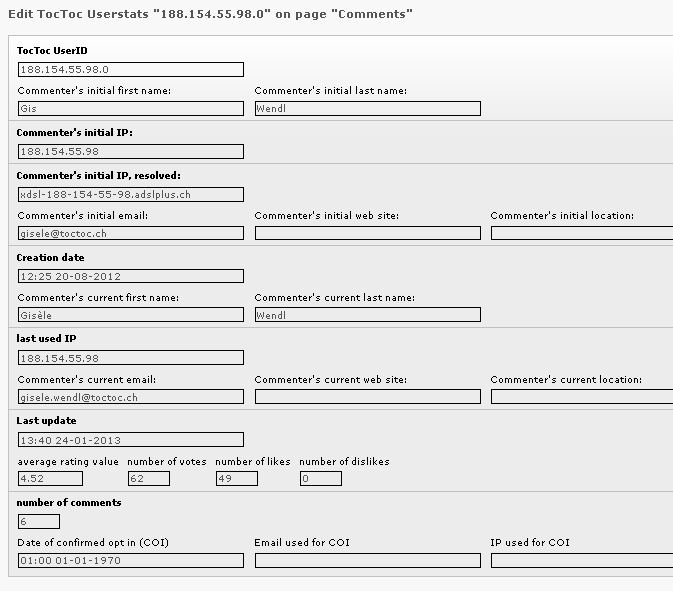 Edit TocToc Userstats "188.154.55.98.0" on page "Comments"
TocToc UserID
188.154.55.98.0
Commenter's initial first name: Commenter's initial last name:
Gis Wendl
Commenter's initial IP:
188.154.55.98
Commenter's initial IP, resolved:
xdsl-188-154-55-98.adslplus.ch
Commenter's initial email: Commenter's initial web site: Commenter's initial location:
gisele@toctoc.ch
Creation date
12:25 20-08-2012
Commenter's current first name: Commenter's current last name:
Gisèle Wendl
last used IP
188.154.55.98
Commenter's current email: Commenter's current web site: Commenter's current location:
gisele.wendl@toctoc.ch
Last update
13:40 24-01-2013
average rating value number of votes number of likes number of dislikes
4.52 62 49 0
number of comments
6
Date of confirmed opt in (COI) Email used for COI IP used for COI
01:00 01-01-1970